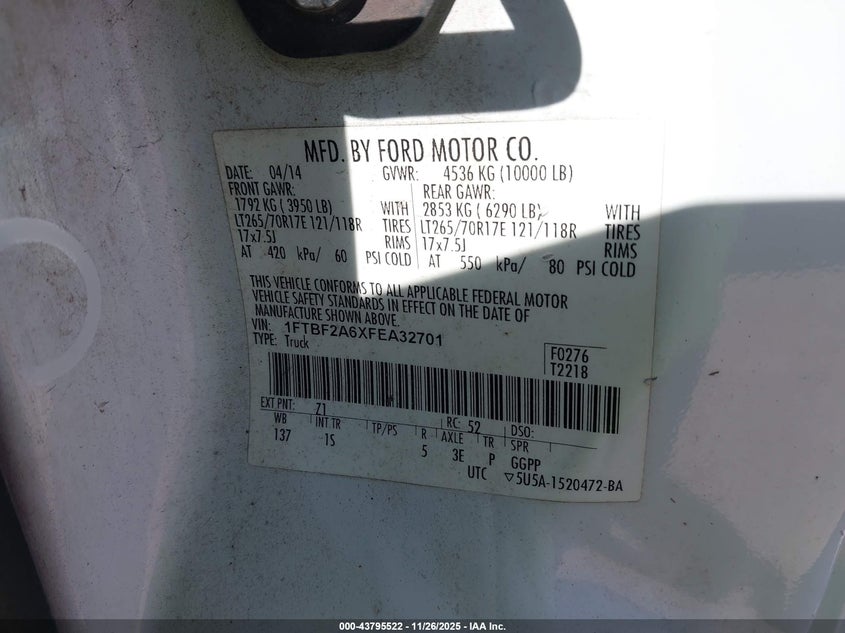 MFD. BY FORD MOTOR CO.
DATE: 04/14 GVWR: 4536 KG (10000 LB)
FRONT GAWR: REAR GAWR:
1792 KG ( 3950 LB) WITH 2853 KG ( 6290 LB) WITH
LT265/70R17E 121/118R TIRES LT265/70R17E 121/118R TIRES
17x7.5J RIMS 17x7.5J RIMS
AT 420 kPa/ 60 PSI COLD AT 550 kPa/ 80 PSI COLD
THIS VEHICLE CONFORMS TO ALL APPLICABLE FEDERAL MOTOR
VEHICLE SAFETY STANDARDS IN EFFECT ON THE DATE OF
MANUFACTURE SHOWN ABOVE.
VIN: 1FTBF2A6XFEA32701
TYPE: Truck
F0276
T2218
EXT PNT: Z1 RC: 52 DSO:
WB INT TR TP/PS R AXLE TR SPR
137 1S 5 3E P GGPP
UTC ▽5U5A-1520472-BA
000-43795522 - 11/26/2025 - IAA Inc.